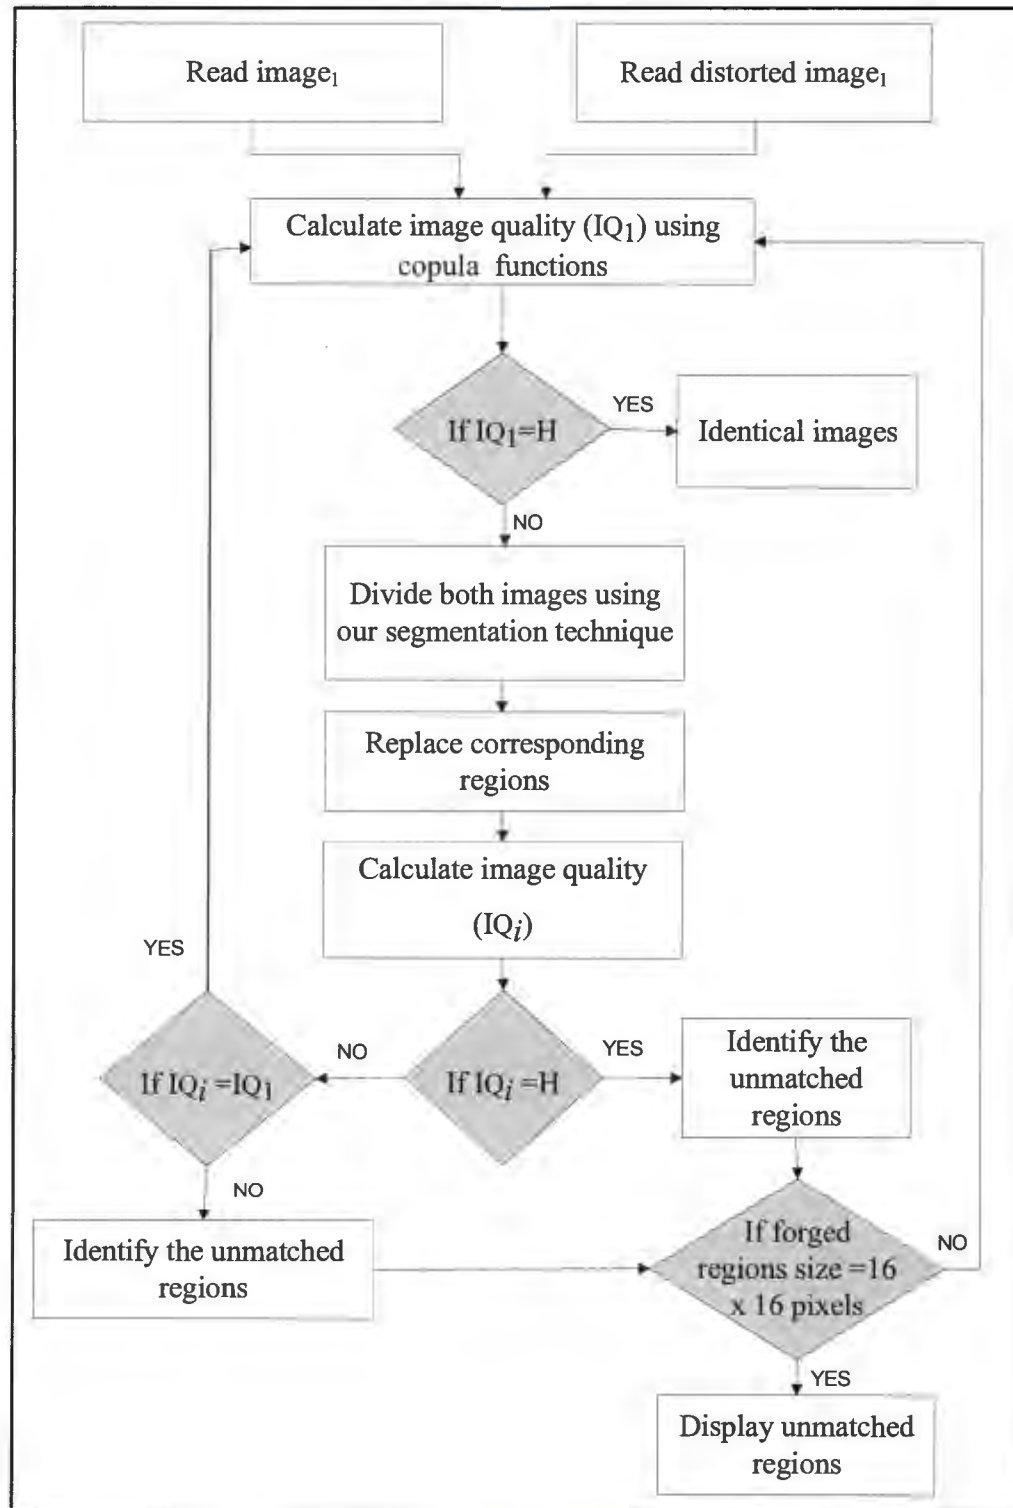 Read image₁
Read distorted image₁
Calculate image quality (IQ₁) using
copula functions
If IQ₁=H
YES
Identical images
NO
Divide both images using
our segmentation technique
Replace corresponding
regions
Calculate image quality
(IQi)
YES
If IQi =IQ₁
NO
If IQi =H
YES
Identify the
unmatched
regions
NO
Identify the unmatched
regions
If forged
regions size =16
x 16 pixels
NO
YES
Display unmatched
regions